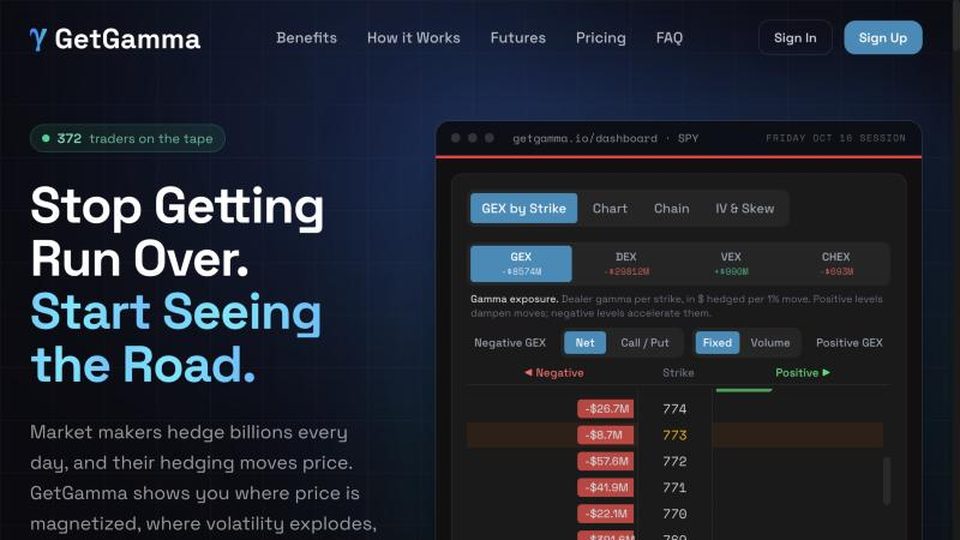 γ GetGamma
Benefits How it Works Futures Pricing FAQ
Sign In Sign Up
372 traders on the tape
Stop Getting
Run Over.
Start Seeing
the Road.
Market makers hedge billions every
day, and their hedging moves price.
GetGamma shows you where price is
magnetized, where volatility explodes,
getgamma.io/dashboard · SPY FRIDAY OCT 16 SESSION
GEX by Strike Chart Chain IV & Skew
GEX DEX VEX CHEX
-$8574M -$29812M +$990M -$693M
Gamma exposure. Dealer gamma per strike, in $ hedged per 1% move. Positive levels
dampen moves; negative levels accelerate them.
Negative GEX Net Call / Put Fixed Volume Positive GEX
◀ Negative Strike Positive ▶
-$26.7M 774
-$8.7M 773
-$57.6M 772
-$41.9M 771
-$22.1M 770